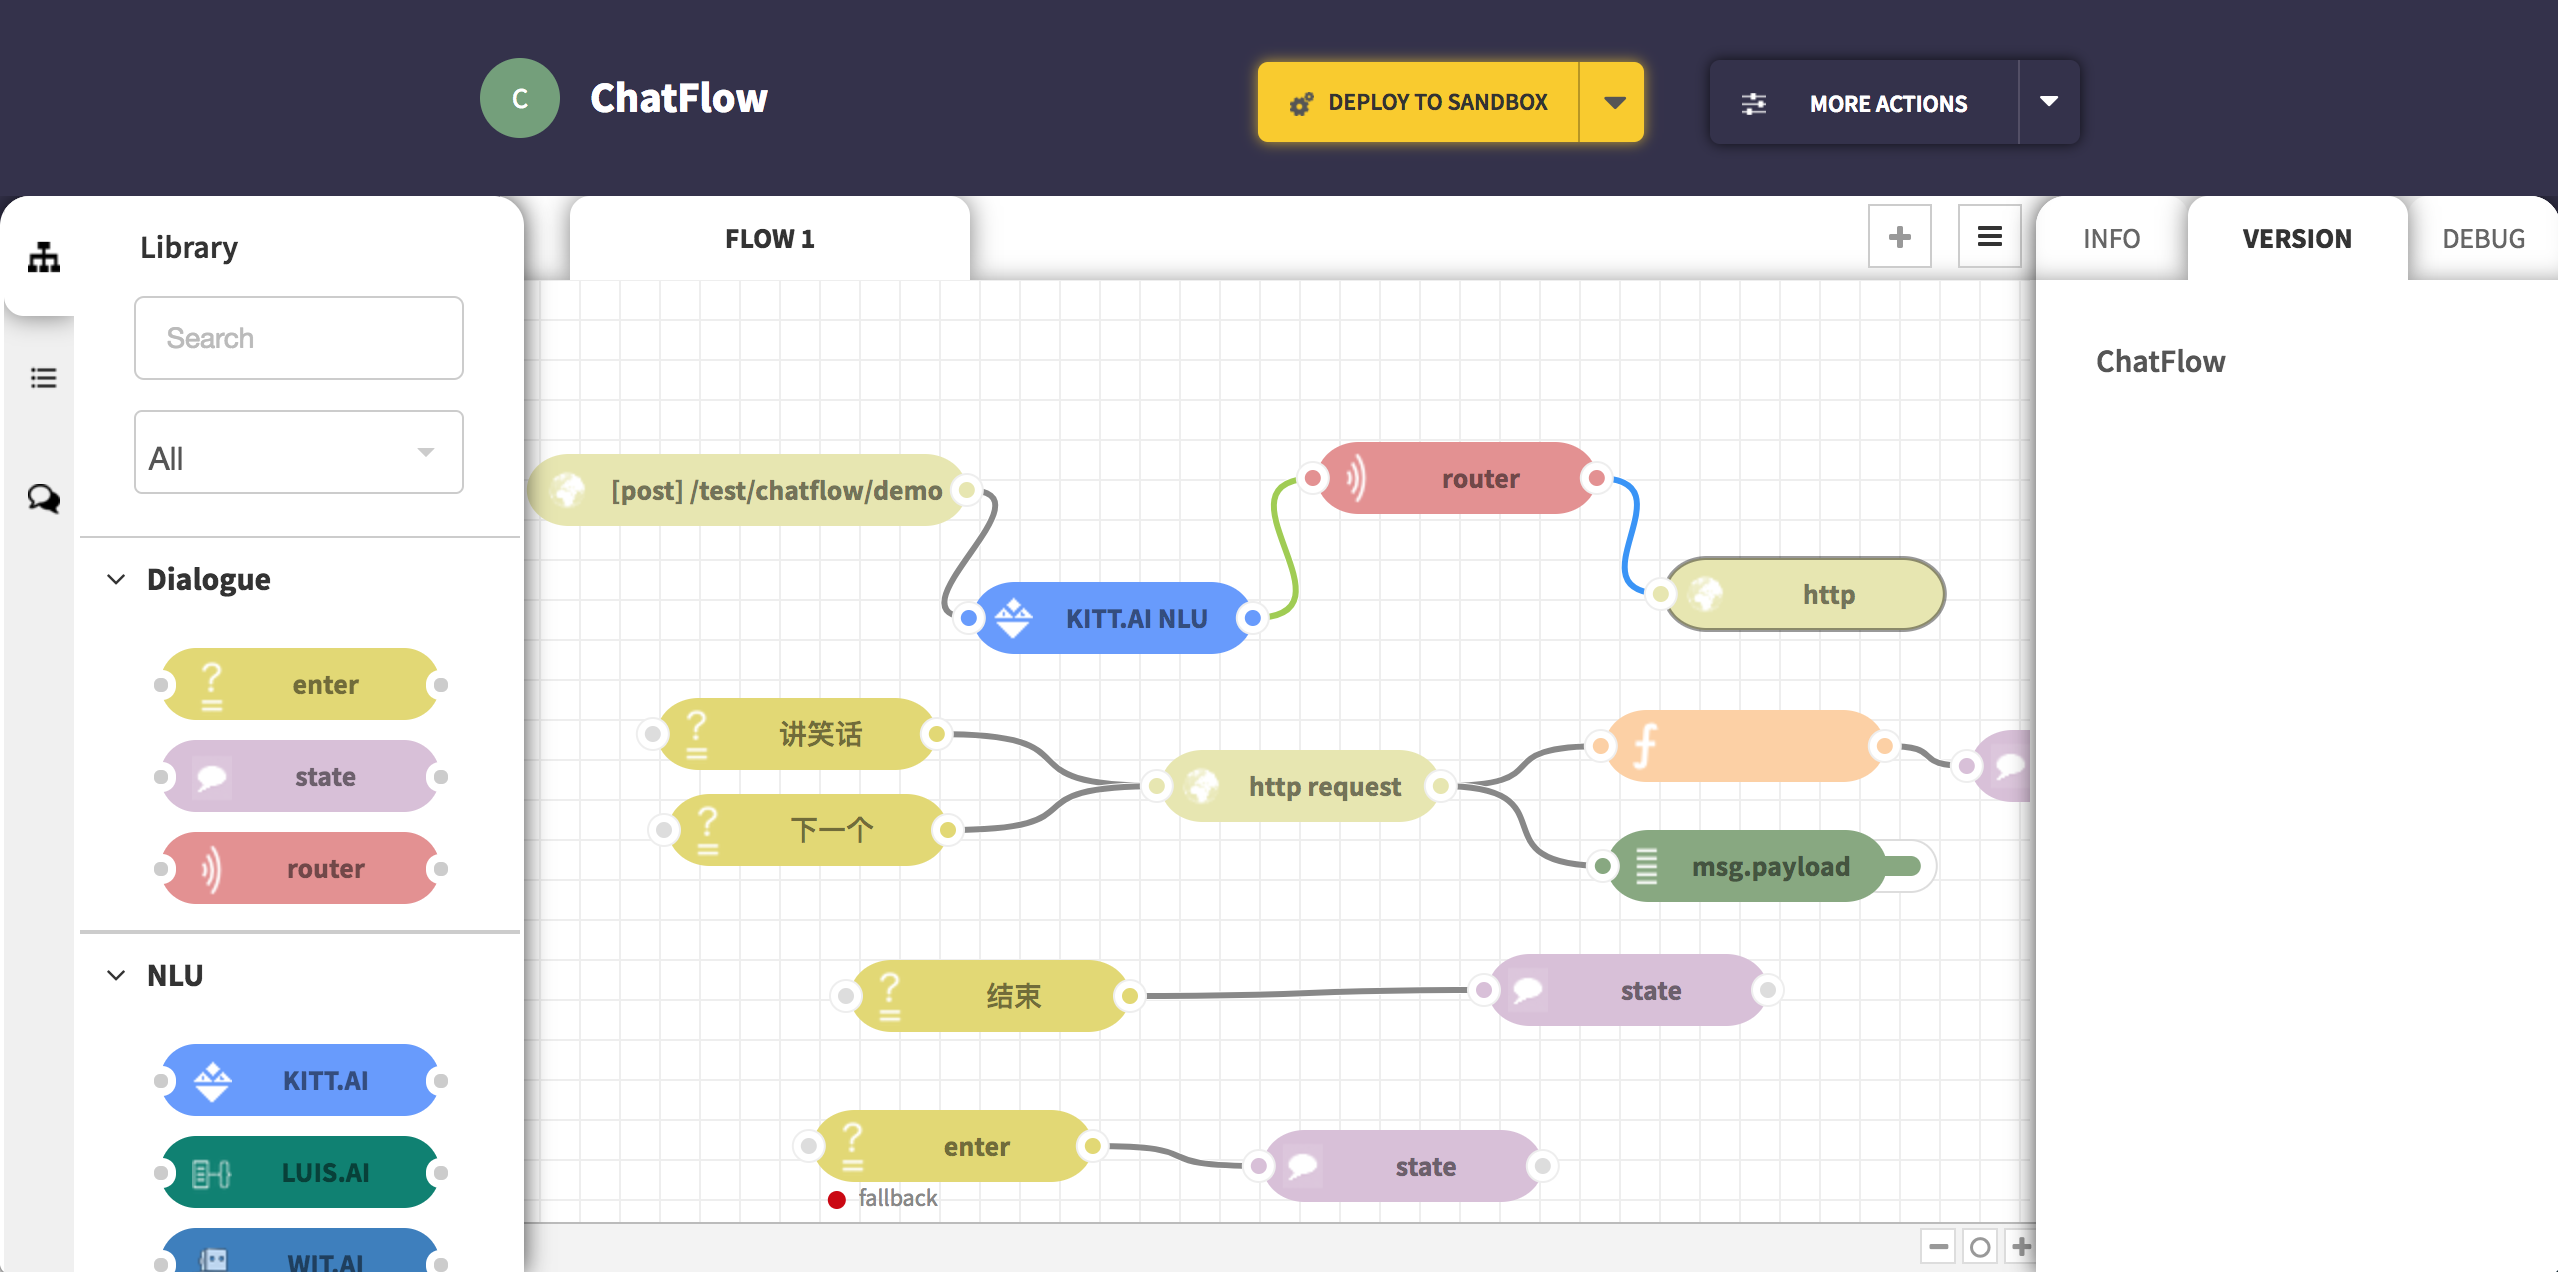 C
ChatFlow
DEPLOY TO SANDBOX
MORE ACTIONS
Library
Search
All
Dialogue
enter
state
router
NLU
KITT.AI
LUIS.AI
WIT.AI
FLOW 1
[post] /test/chatflow/demo
router
KITT.AI NLU
http
讲笑话
下一个
http request
msg.payload
结束
state
enter
state
fallback
INFO
VERSION
DEBUG
ChatFlow